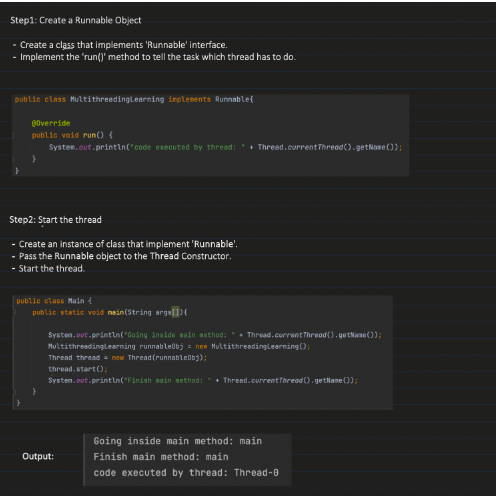 Step1: Create a Runnable Object
- Create a class that implements 'Runnable' interface.
- Implement the 'run()' method to tell the task which thread has to do.
public class MultithreadingLearning implements Runnable{
@Override
public void run() {
System.out.println("code executed by thread: " + Thread.currentThread().getName());
}
}
Step2: Start the thread
- Create an instance of class that implement 'Runnable'.
- Pass the Runnable object to the Thread Constructor.
- Start the thread.
public class Main {
public static void main(String args[]){
System.out.println("Going inside main method: " + Thread.currentThread().getName());
MultithreadingLearning runnableObj = new MultithreadingLearning();
Thread thread = new Thread(runnableObj);
thread.start();
System.out.println("Finish main method: " + Thread.currentThread().getName());
}
}
Output:
Going inside main method: main
Finish main method: main
code executed by thread: Thread-0